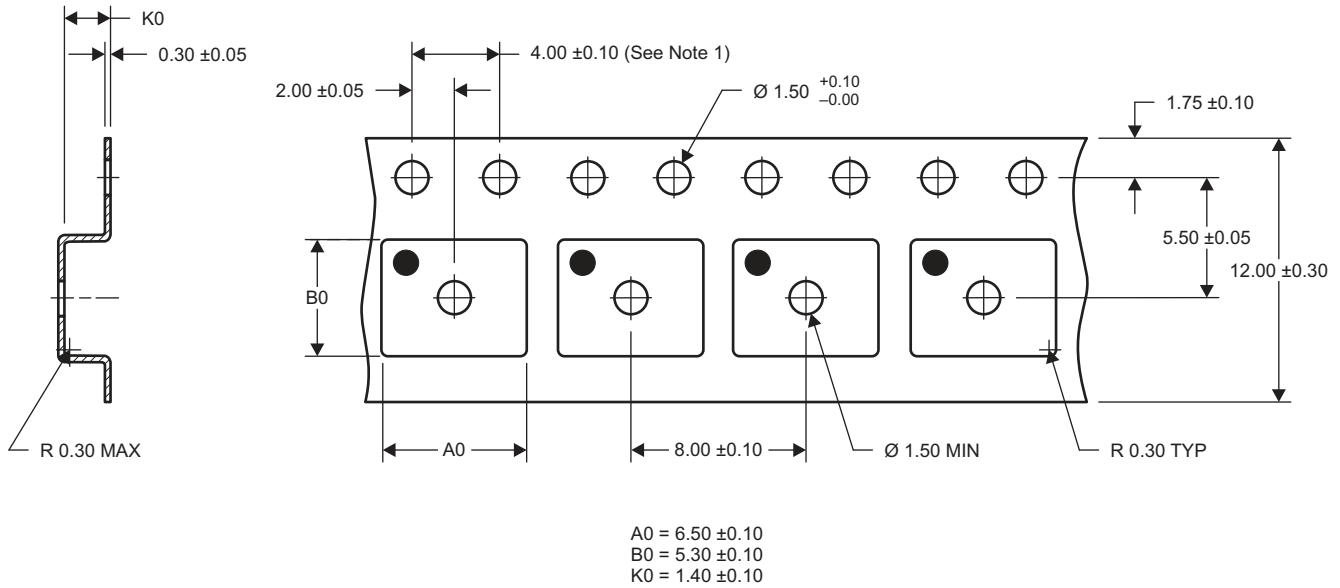 K0
0.30 ±0.05
4.00 ±0.10 (See Note 1)
2.00 ±0.05
Ø 1.50 +0.10 –0.00
1.75 ±0.10
5.50 ±0.05
12.00 ±0.30
B0
R 0.30 MAX
A0
8.00 ±0.10
Ø 1.50 MIN
R 0.30 TYP
A0 = 6.50 ±0.10
B0 = 5.30 ±0.10
K0 = 1.40 ±0.10